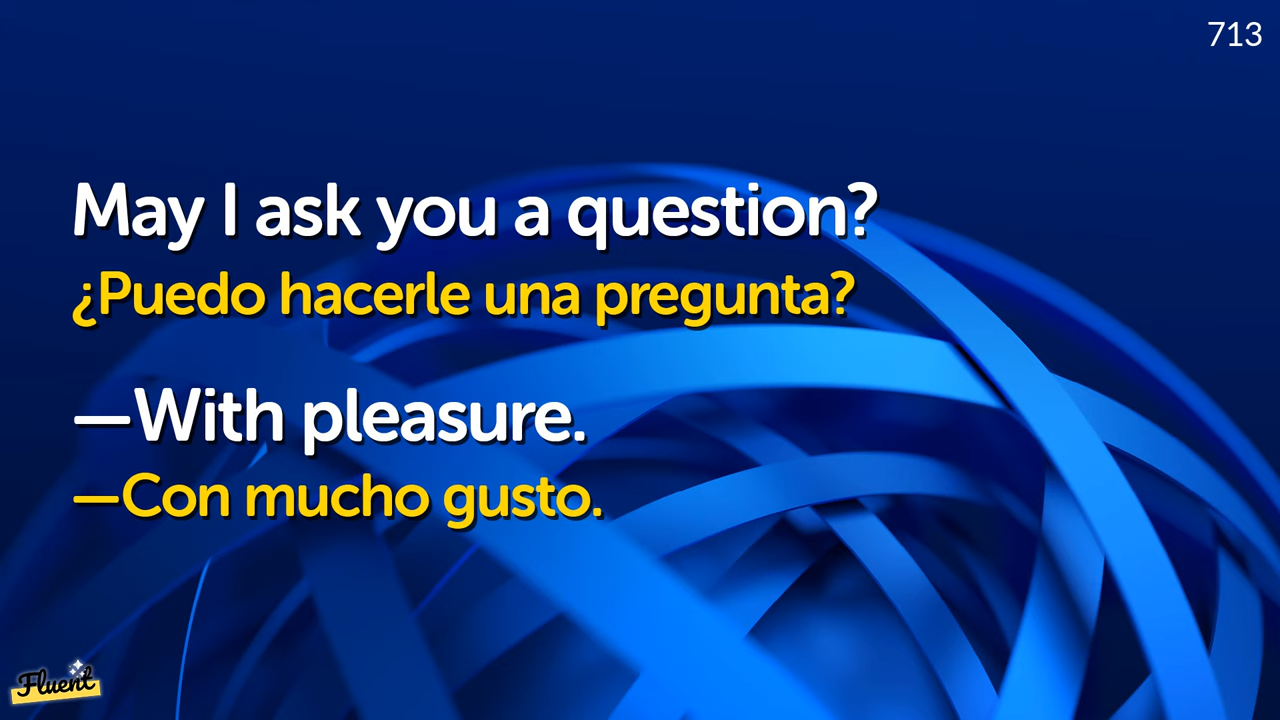 713
May I ask you a question?
¿Puedo hacerle una pregunta?
—With pleasure.
—Con mucho gusto.
Fluent